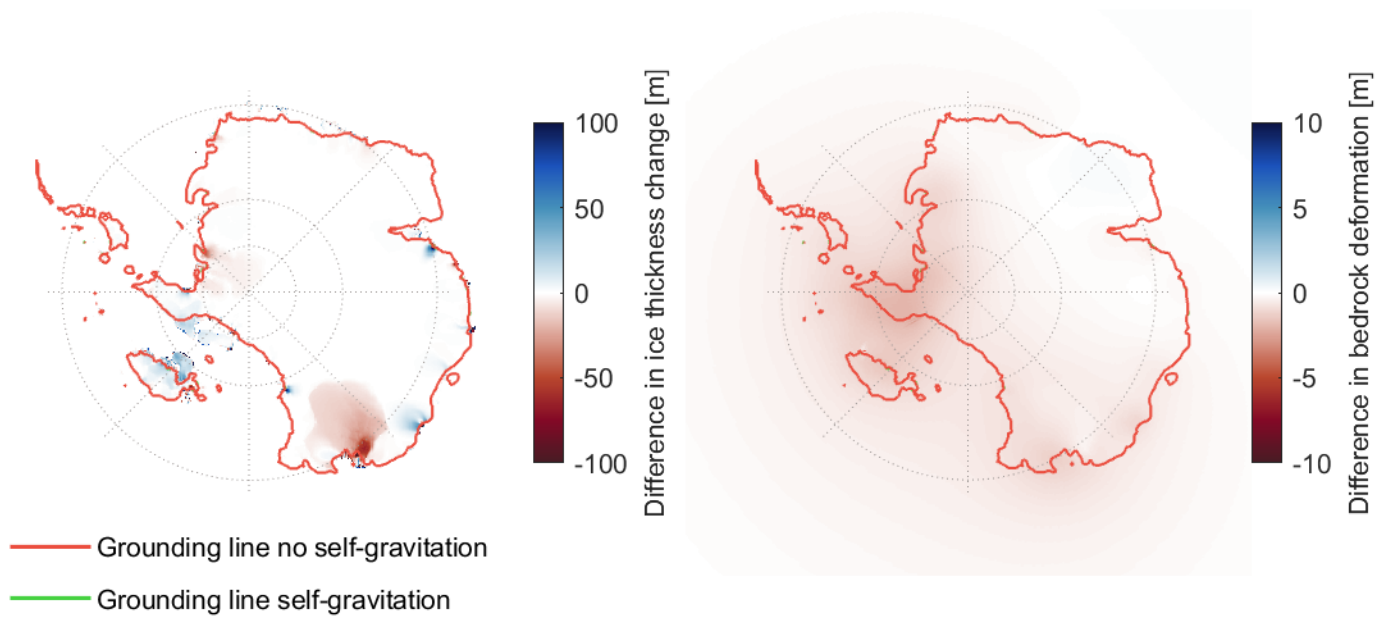 100
50
0
-50
-100
Difference in ice thickness change [m]
10
5
0
-5
-10
Difference in bedrock deformation [m]
Grounding line no self-gravitation
Grounding line self-gravitation